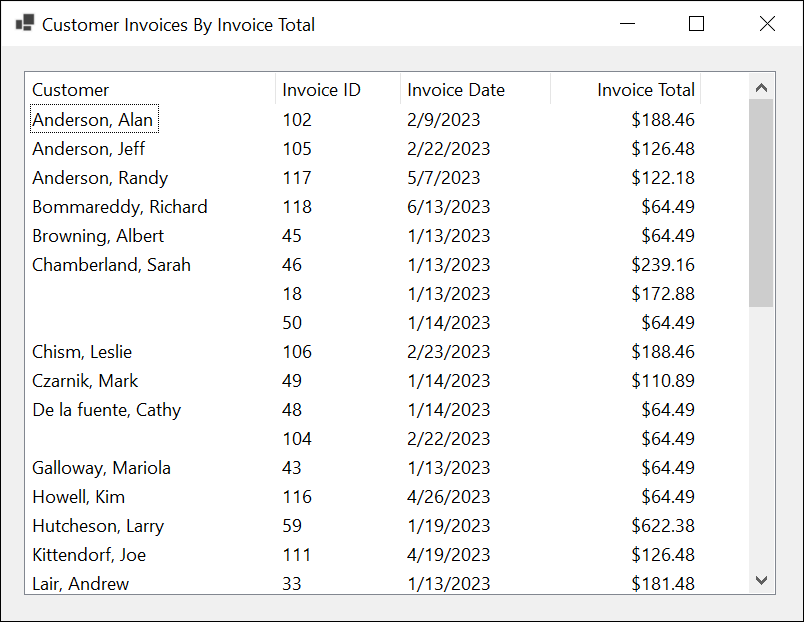 Customer Invoices By Invoice Total
Customer Invoice ID Invoice Date Invoice Total
Anderson, Alan 102 2/9/2023 $188.46
Anderson, Jeff 105 2/22/2023 $126.48
Anderson, Randy 117 5/7/2023 $122.18
Bommareddy, Richard 118 6/13/2023 $64.49
Browning, Albert 45 1/13/2023 $64.49
Chamberland, Sarah 46 1/13/2023 $239.16
18 1/13/2023 $172.88
50 1/14/2023 $64.49
Chism, Leslie 106 2/23/2023 $188.46
Czarnik, Mark 49 1/14/2023 $110.89
De la fuente, Cathy 48 1/14/2023 $64.49
104 2/22/2023 $64.49
Galloway, Mariola 43 1/13/2023 $64.49
Howell, Kim 116 4/26/2023 $64.49
Hutcheson, Larry 59 1/19/2023 $622.38
Kittendorf, Joe 111 4/19/2023 $126.48
Lair, Andrew 33 1/13/2023 $181.48